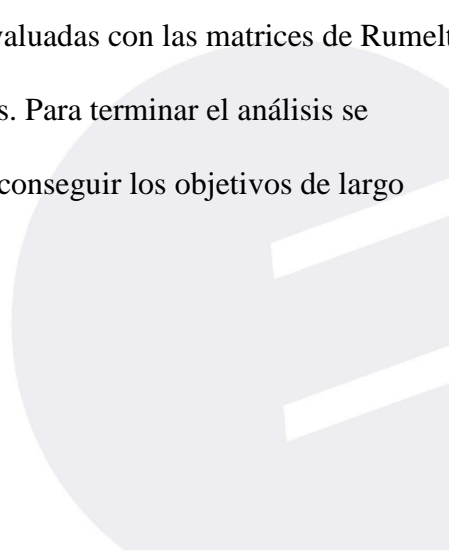 valuadas con las matrices de Rumelt
s. Para terminar el análisis se
conseguir los objetivos de largo